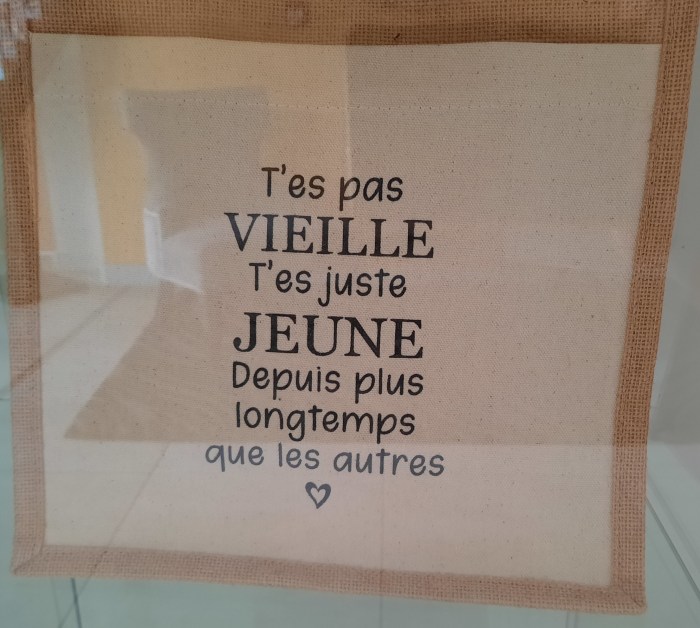 T'es pas
VIEILLE
T'es juste
JEUNE
Depuis plus
longtemps
que les autres